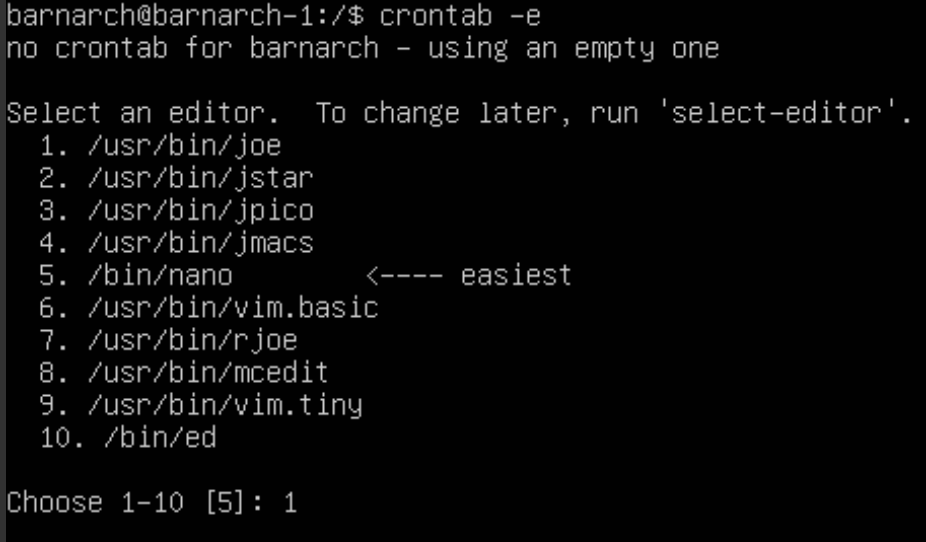 barnarch@barnarch-1:/$ crontab -e
no crontab for barnarch - using an empty one

Select an editor.  To change later, run 'select-editor'.
  1. /usr/bin/joe
  2. /usr/bin/jstar
  3. /usr/bin/jpico
  4. /usr/bin/jmacs
  5. /bin/nano        <---- easiest
  6. /usr/bin/vim.basic
  7. /usr/bin/rjoe
  8. /usr/bin/mcedit
  9. /usr/bin/vim.tiny
  10. /bin/ed

Choose 1-10 [5]: 1